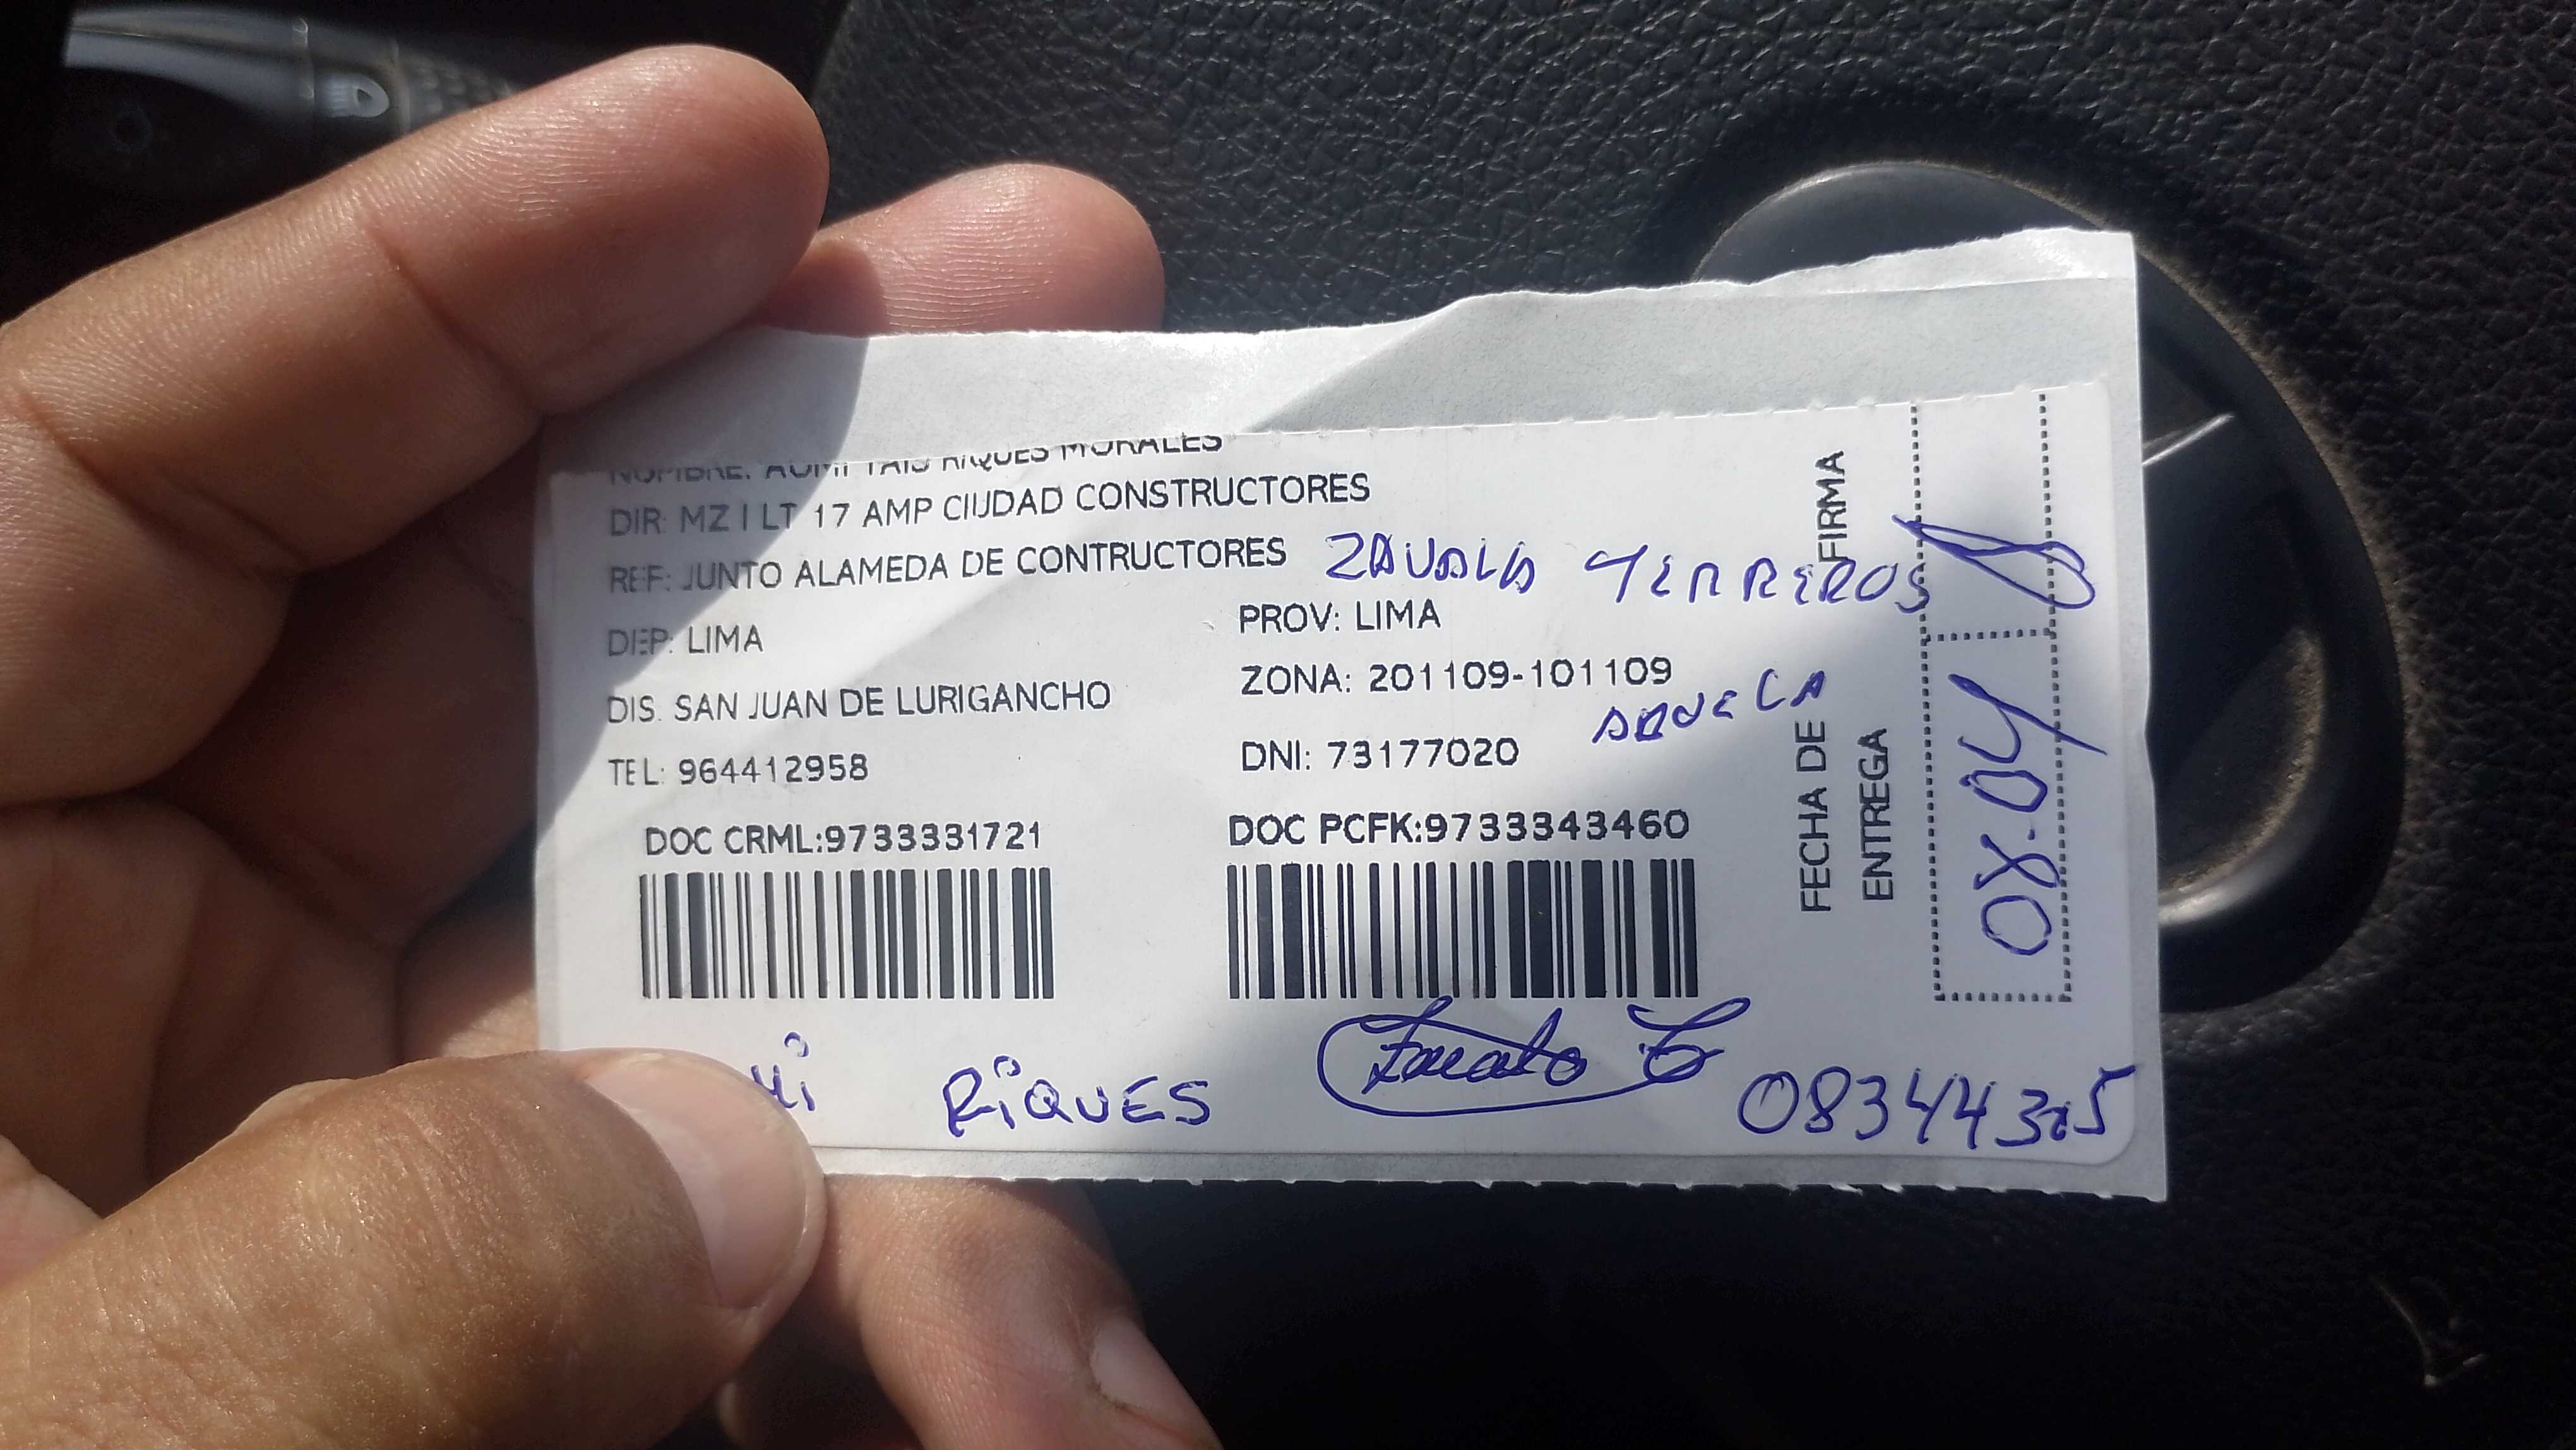 RIQUES MORALES
DIR: MZ I LT 17 AMP CIUDAD CONSTRUCTORES
REF: JUNTO ALAMEDA DE CONTRUCTORES ZAVALA TERREROS
DEP: LIMA PROV: LIMA
DIS. SAN JUAN DE LURIGANCHO ZONA: 201109-101109
TEL: 964412958 DNI: 73177020
DOC CRML:9733331721 DOC PCFK:9733343460
RIQUES
FIRMA
FECHA DE
ENTREGA
08.04